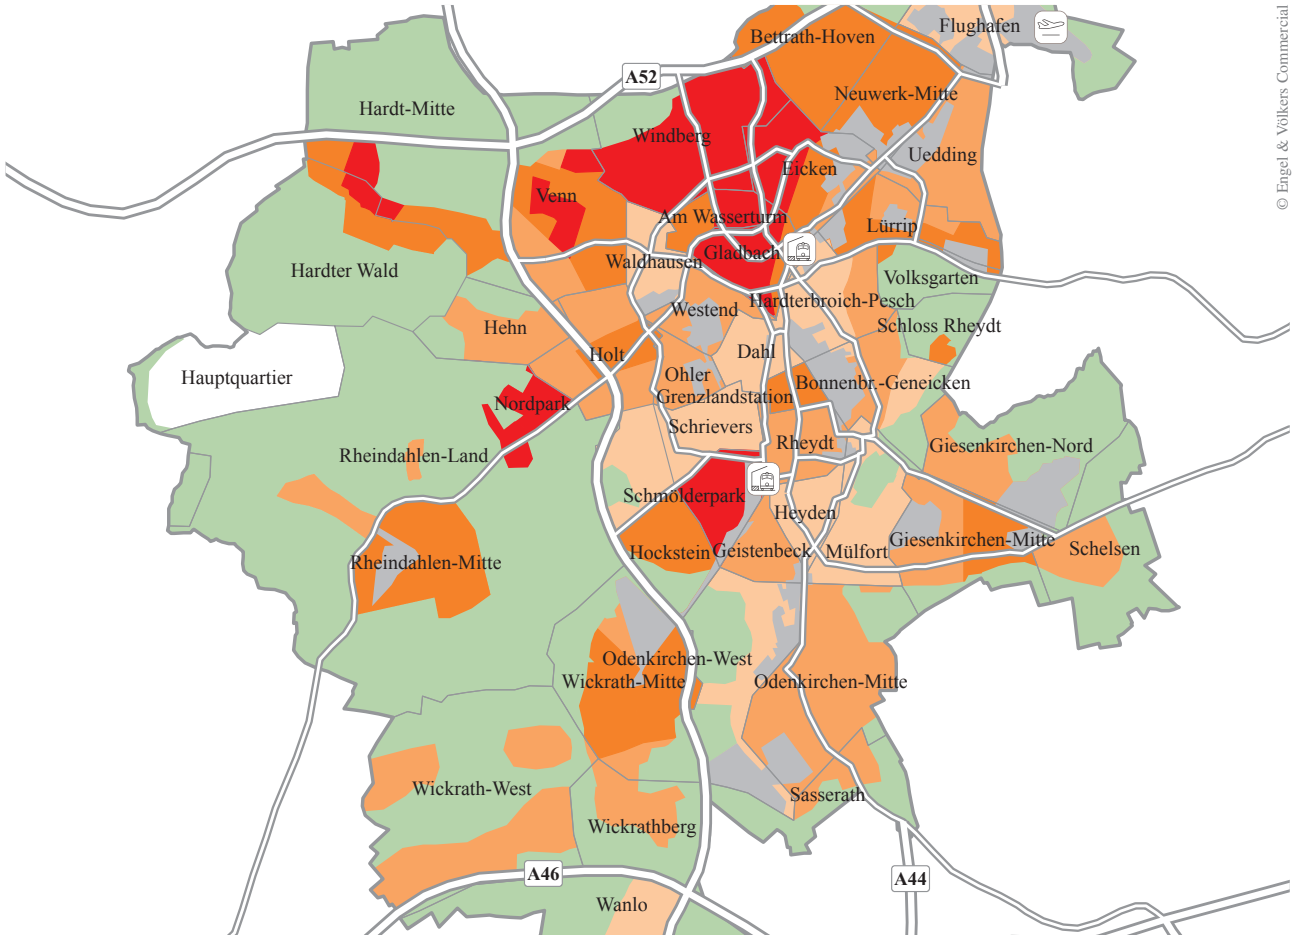 Flughafen
Bettrath-Hoven
A52
Neuwerk-Mitte
Hardt-Mitte
Windberg
Uedding
Eicken
Venn
Am Wasserturm
Lürrip
Gladbach
Waldhausen
Hardter Wald
Volksgarten
Hardterbroich-Pesch
Westend
Schloss Rheydt
Hehn
Dahl
Holt
Ohler
Hauptquartier
Bonnenbr.-Geneicken
Grenzlandstation
Nordpark
Schrievers
Rheydt
Giesenkirchen-Nord
Rheindahlen-Land
Schmölderpark
Heyden
Giesenkirchen-Mitte
Schelsen
Hockstein
Geistenbeck
Mülfort
Rheindahlen-Mitte
Odenkirchen-West
Wickrath-Mitte
Odenkirchen-Mitte
Wickrath-West
Sasserath
Wickrathberg
A46
A44
Wanlo
© Engel & Völkers Commercial